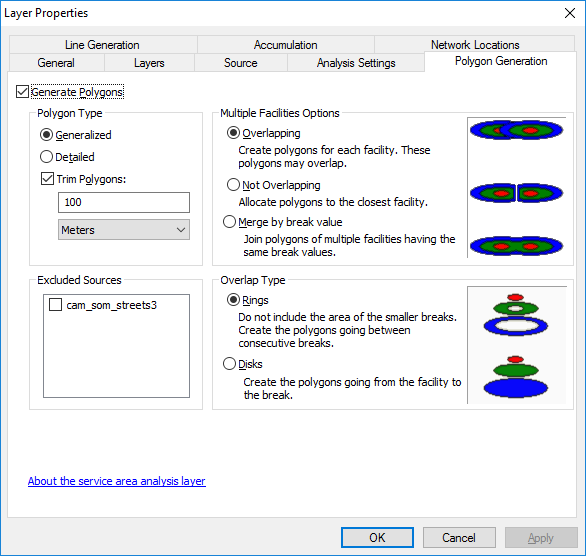 Layer Properties
Line Generation
Accumulation
Network Locations
General
Layers
Source
Analysis Settings
Polygon Generation
Generate Polygons
Polygon Type
Generalized
Detailed
Trim Polygons:
100
Meters
Multiple Facilities Options
Overlapping
Create polygons for each facility. These
polygons may overlap.
Not Overlapping
Allocate polygons to the closest facility.
Merge by break value
Join polygons of multiple facilities having the
same break values.
Excluded Sources
cam_som_streets3
Overlap Type
Rings
Do not include the area of the smaller breaks.
Create the polygons going between
consecutive breaks.
Disks
Create the polygons going from the facility to
the break.
About the service area analysis layer
OK
Cancel
Apply